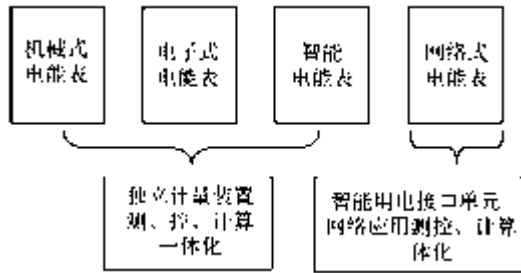 机械式
电能表
电子式
电能表
智能
电能表
网络式
电能表
独立计量装置
测、控、计算
一体化
智能用电接口单元
网络应用测控、计算
体化